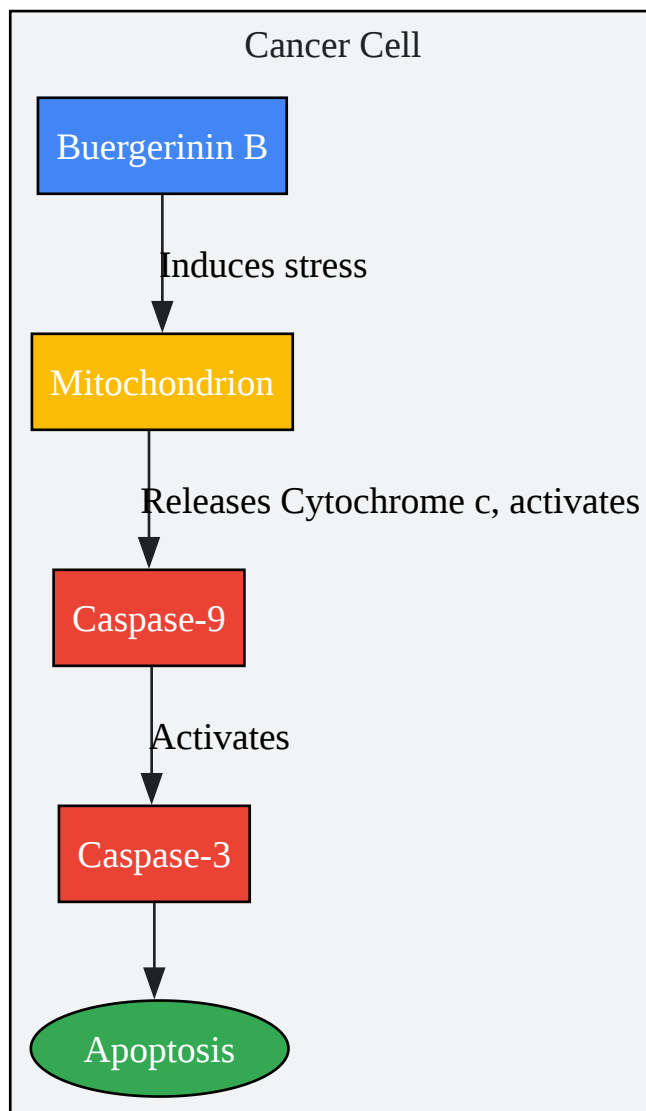 Cancer Cell
Buergerinin B
Induces stress
Mitochondrion
Releases Cytochrome c, activates
Caspase-9
Activates
Caspase-3
Apoptosis